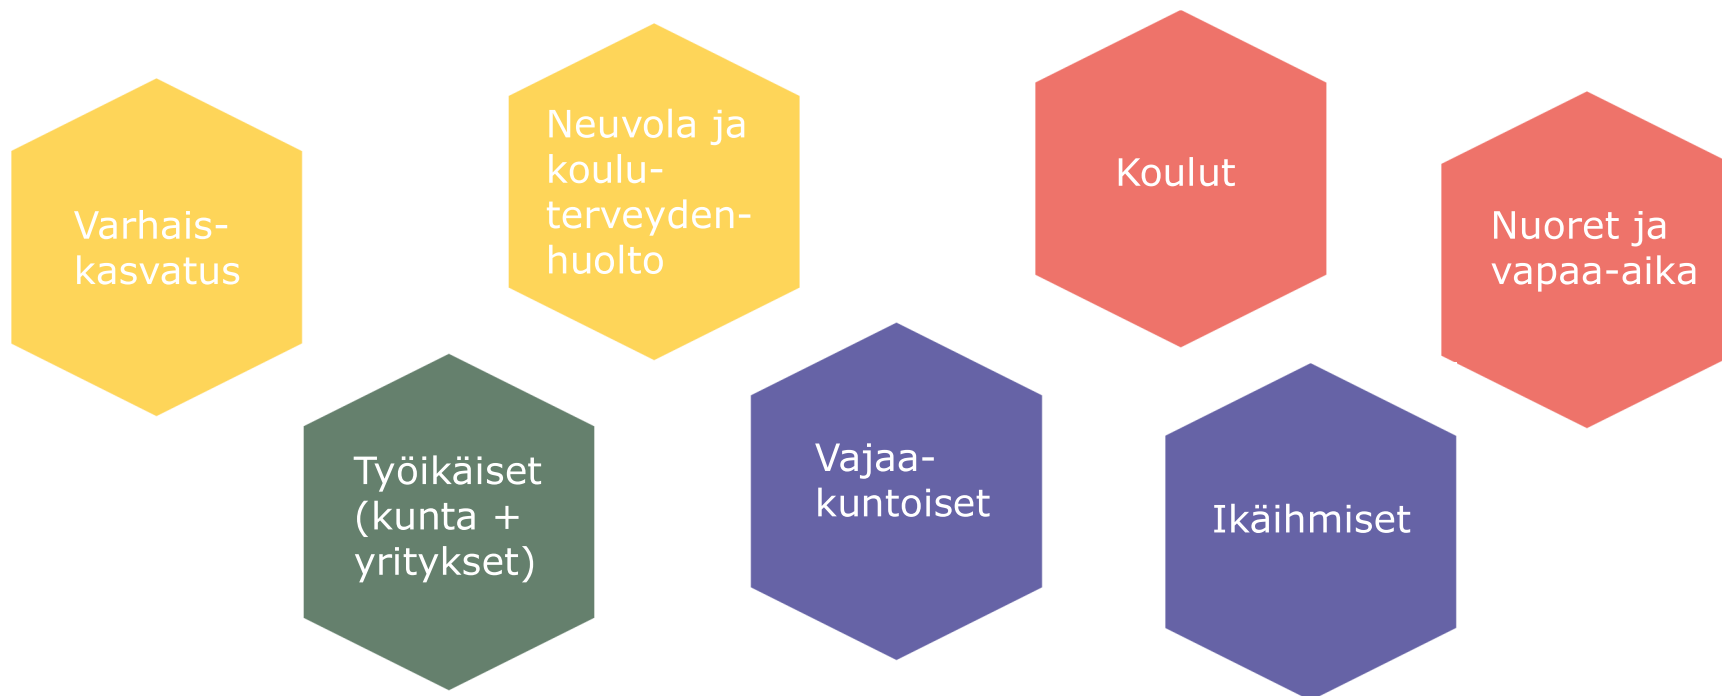 Varhais-
kasvatus
Neuvola ja
koulu-
terveyden-
huolto
Koulut
Nuoret ja
vapaa-aika
Työikäiset
(kunta +
yritykset)
Vajaa-
kuntoiset
Ikäihmiset